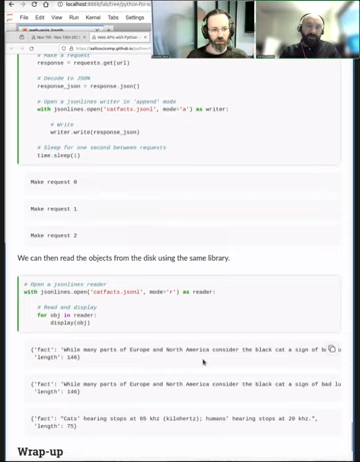 localhost:8888/lab/tree/python-for-s
File Edit View Run Kernel Tabs Settings
# Make a request
response = requests.get(url)
# Decode to JSON
response_json = response.json()
# Open a jsonlines writer in 'append' mode
with jsonlines.open('catfacts.jsonl', mode='a') as writer:
# Write
writer.write(response_json)
# Sleep for one second between requests
time.sleep(1)
Make request 0
Make request 1
Make request 2
We can then read the objects from the disk using the same library.
# Open a jsonlines reader
with jsonlines.open('catfacts.jsonl', mode='r') as reader:
# Read and display
for obj in reader:
display(obj)
{'fact': 'While many parts of Europe and North America consider the black cat a sign of
'length': 146}
{'fact': 'While many parts of Europe and North America consider the black cat a sign of bad lu
'length': 146}
{'fact': "Cats' hearing stops at 65 khz (kilohertz); humans' hearing stops at 20 khz.",
'length': 75}
Wrap-up